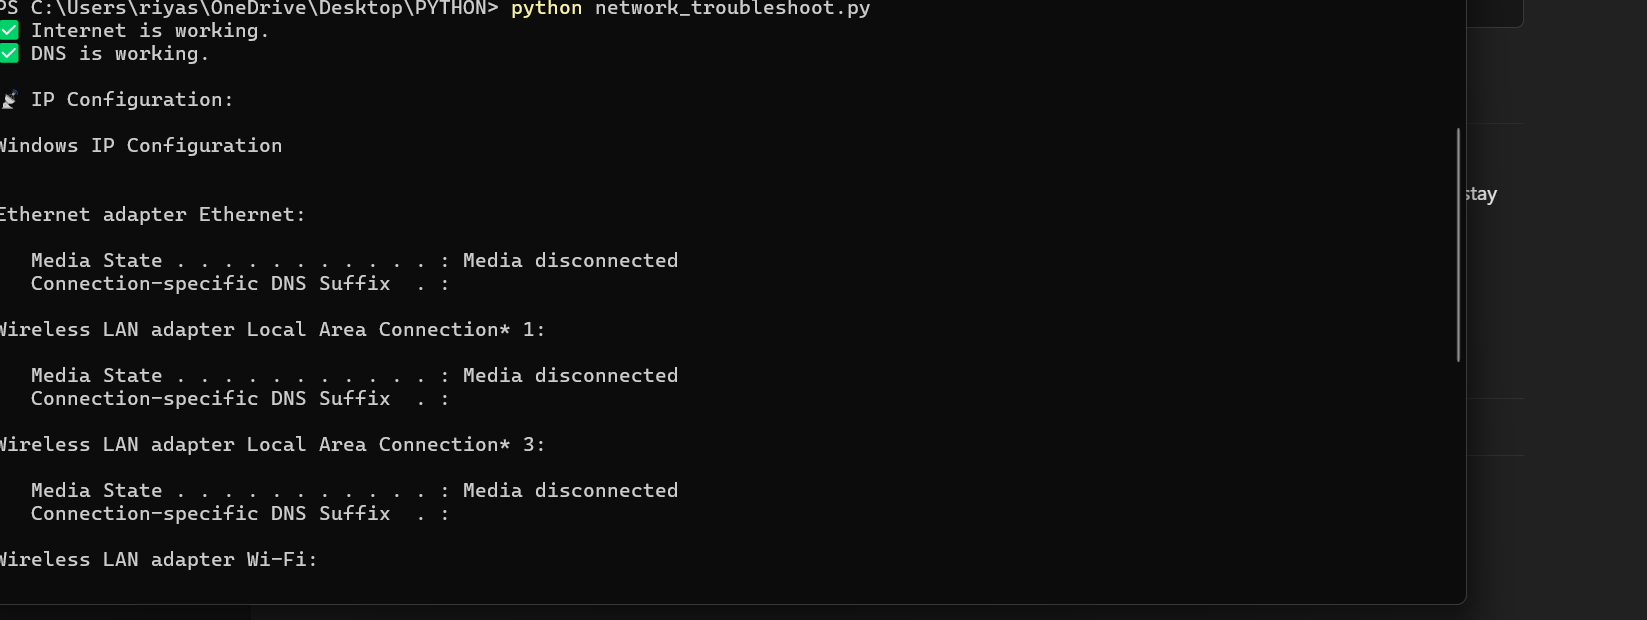 PS C:\Users\riyas\OneDrive\Desktop\PYTHON> python network_troubleshoot.py
✅ Internet is working.
✅ DNS is working.
📡 IP Configuration:
Windows IP Configuration
Ethernet adapter Ethernet:
Media State . . . . . . . . . . . : Media disconnected
Connection-specific DNS Suffix  . :
Wireless LAN adapter Local Area Connection* 1:
Media State . . . . . . . . . . . : Media disconnected
Connection-specific DNS Suffix  . :
Wireless LAN adapter Local Area Connection* 3:
Media State . . . . . . . . . . . : Media disconnected
Connection-specific DNS Suffix  . :
Wireless LAN adapter Wi-Fi:
stay